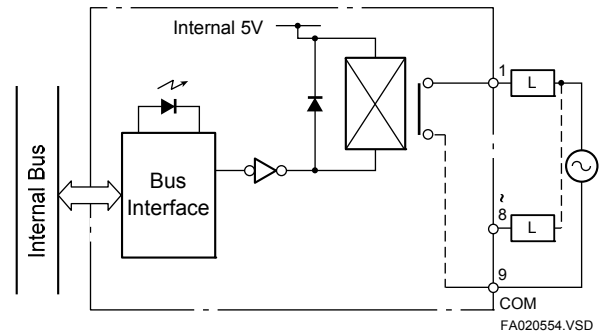 Internal 5V
Internal Bus
Bus
Interface
1
L
~
8
L
9
COM
FA020554.VSD